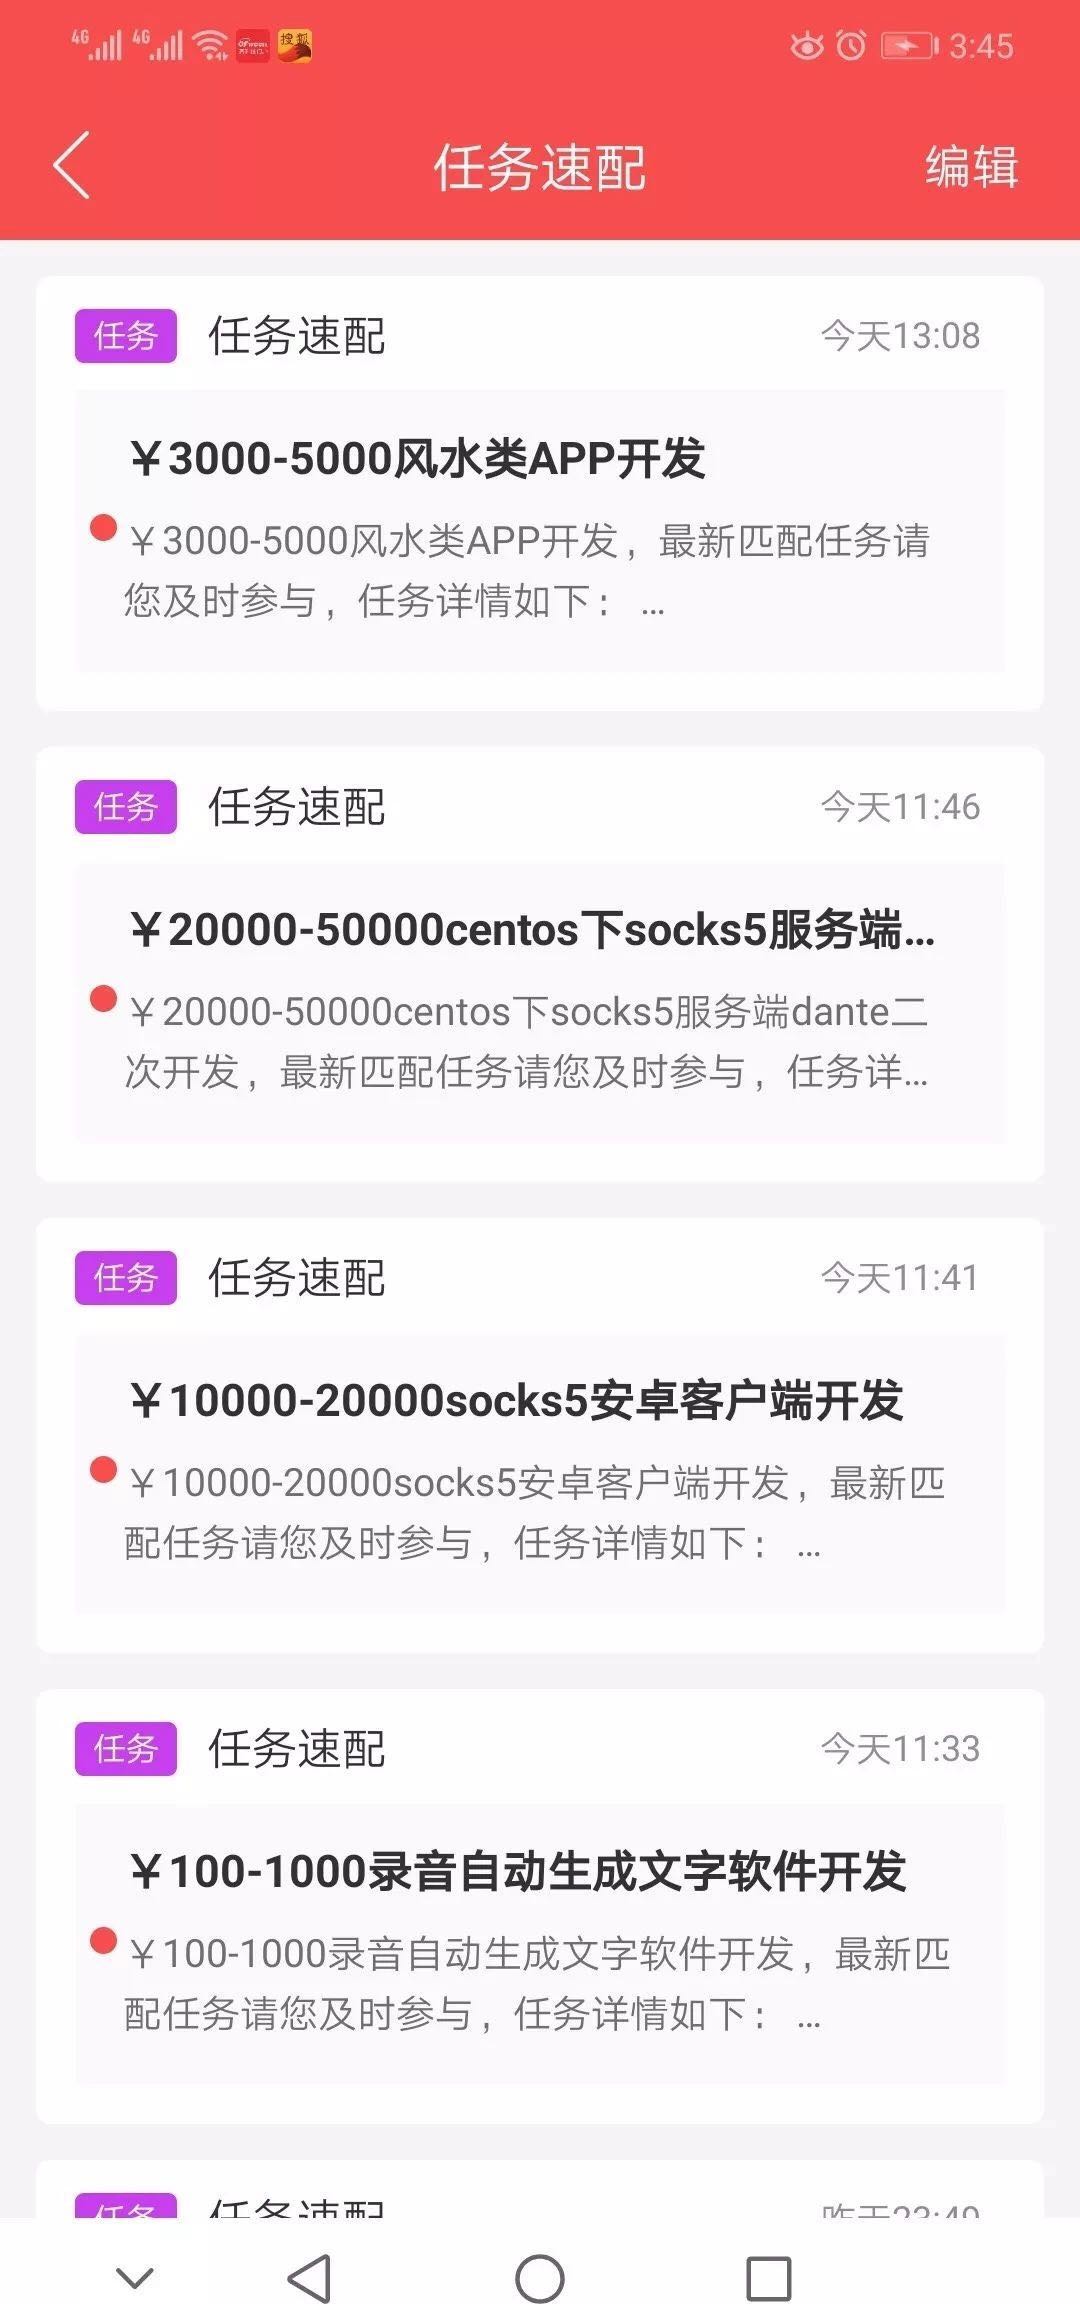 4G 4G 搜狐 3:45
任务速配 编辑
任务 任务速配 今天13:08
￥3000-5000风水类APP开发
￥3000-5000风水类APP开发，最新匹配任务请
您及时参与，任务详情如下： ...
任务 任务速配 今天11:46
￥20000-50000centos下socks5服务端...
￥20000-50000centos下socks5服务端dante二
次开发，最新匹配任务请您及时参与，任务详...
任务 任务速配 今天11:41
￥10000-20000socks5安卓客户端开发
￥10000-20000socks5安卓客户端开发，最新匹
配任务请您及时参与，任务详情如下： ...
任务 任务速配 今天11:33
￥100-1000录音自动生成文字软件开发
￥100-1000录音自动生成文字软件开发，最新匹
配任务请您及时参与，任务详情如下： ...
任务 任务速配 昨天23:49